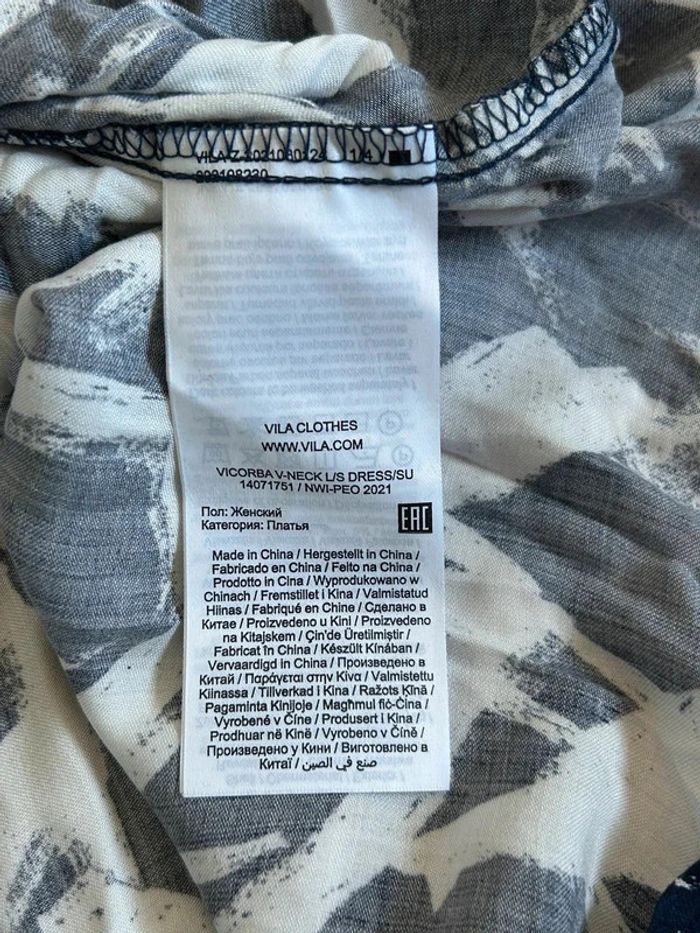 VILA CLOTHES
WWW.VILA.COM
VICORBA V-NECK L/S DRESS/SU
14071751 / NWI-PEO 2021
Пол: Женский
Категория: Платья
EAC
Made in China / Hergestellt in China /
Fabricado en China / Feito na China /
Prodotto in Cina / Wyprodukowano w
Chinach / Fremstillet i Kina / Valmistatud
Hiinas / Fabriqué en Chine / Сделано в
Китае / Proizvedeno u Kini / Proizvedeno
na Kitajskem / Çin'de Üretilmiştir /
Fabricat în China / Készült Kínában /
Vervaardigd in China / Произведено в
Китай / Παράγεται στην Κίνα / Valmistettu
Kiinassa / Tillverkad i Kina / Ražots Ķīnā /
Pagaminta Kinijoje / Magħmul fiċ-Ċina /
Vyrobené v Číne / Produsert i Kina /
Prodhuar në Kinë / Vyrobeno v Číně /
Произведено у Кини / Виготовлено в
Китаї / صنع في الصين /